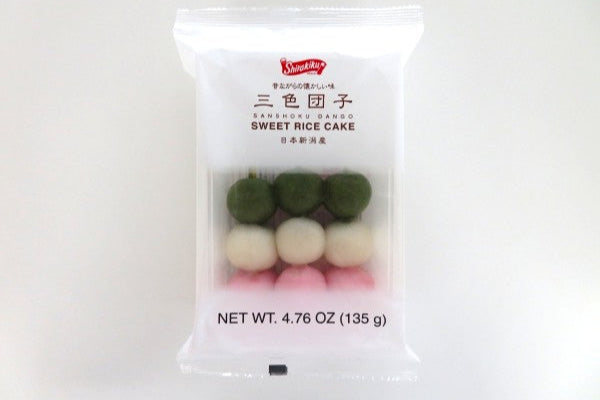 Shirakiku
昔ながらの懐かしい味
三色団子
SANSHOKU DANGO
SWEET RICE CAKE
日本新潟産
NET WT. 4.76 OZ (135 g)